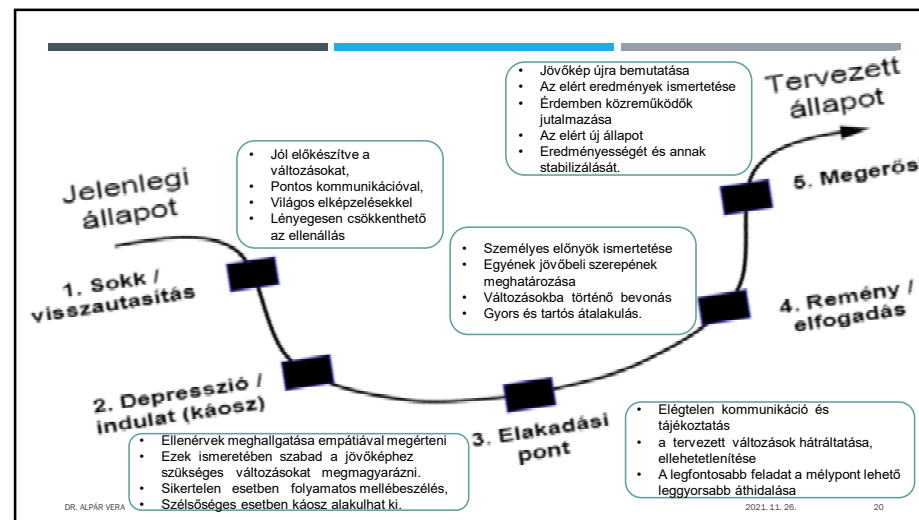 Jelenlegi
állapot
1. Sokk /
visszautasítás
• Jól előkészítve a
változásokat,
• Pontos kommunikációval,
• Világos elképzelésekkel
• Lényegesen csökkenthető
az ellenállás
2. Depresszió /
indulat (káosz)
• Ellenérvek meghallgatása empátiával megérteni
• Ezek ismeretében szabad a jövőképhez
szükséges változásokat megmagyarázni.
• Sikertelen esetben folyamatos mellébeszélés,
• Szélsőséges esetben káosz alakulhat ki.
3. Elakadási
pont
• Elégtelen kommunikáció és
tájékoztatás
• a tervezett változások hátráltatása,
ellehetetlenítése
• A legfontosabb feladat a mélypont lehető
leggyorsabb áthidalása
4. Remény /
elfogadás
• Személyes előnyök ismertetése
• Egyének jövőbeli szerepének
meghatározása
• Változásokba történő bevonás
• Gyors és tartós átalakulás.
5. Megerősí
• Jövőkép újra bemutatása
• Az elért eredmények ismertetése
• Érdemben közreműködők
jutalmazása
• Az elért új állapot
• Eredményességét és annak
stabilizálását.
Tervezett
állapot
DR. ALPÁR VERA
2021. 11. 26.
20